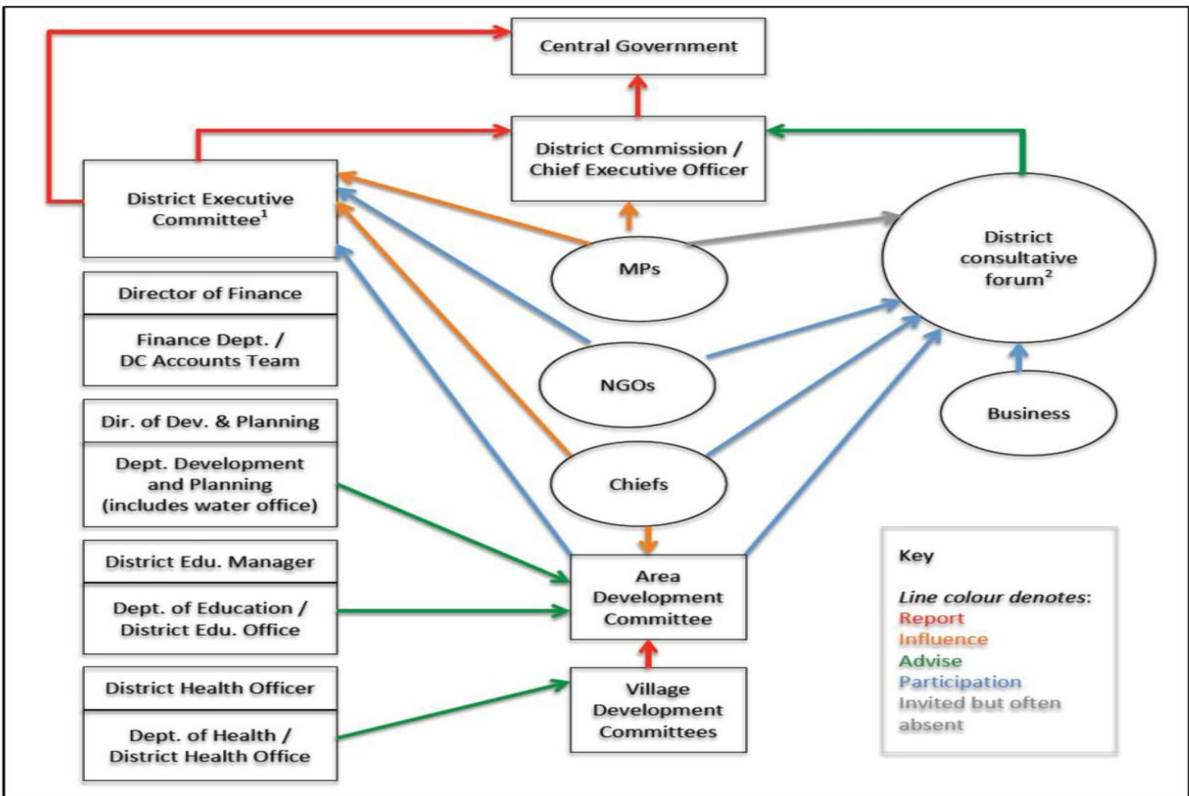 Central Government
District Commission /
Chief Executive Officer
District Executive
Committee¹
MPs
District
consultative
forum²
Director of Finance
Finance Dept. /
DC Accounts Team
NGOs
Business
Dir. of Dev. & Planning
Dept. Development
and Planning
(includes water office)
Chiefs
District Edu. Manager
Dept. of Education /
District Edu. Office
Area
Development
Committee
District Health Officer
Dept. of Health /
District Health Office
Village
Development
Committees
Key
Line colour denotes:
Report
Influence
Advise
Participation
Invited but often
absent